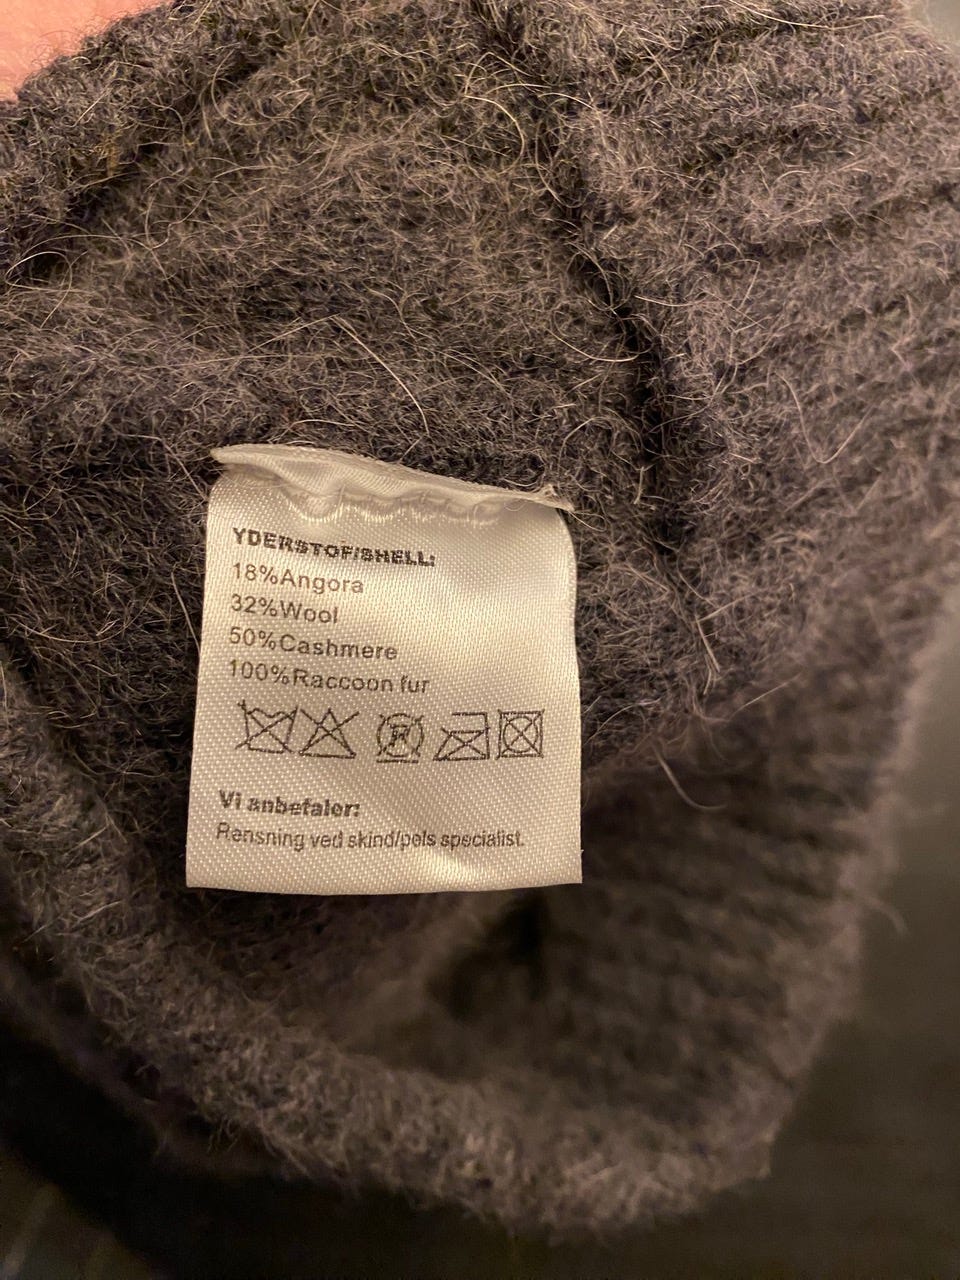 YDERSTOF/SHELL:
18%Angora
32%Wool
50%Cashmere
100%Raccoon fur
P
Vi anbefaler:
Rensning ved skind/pels specialist.